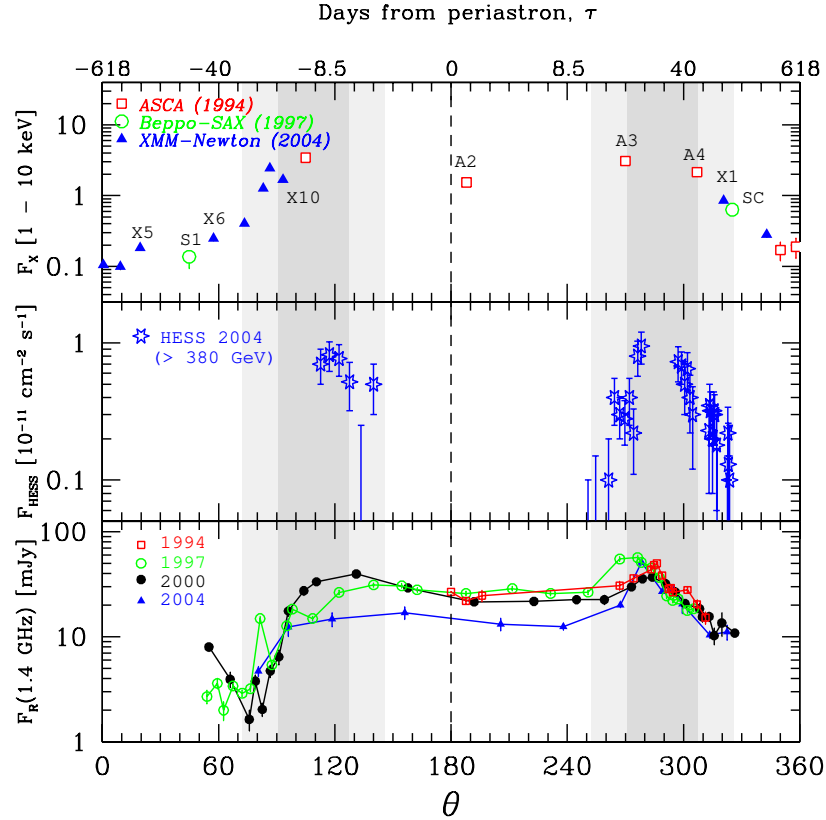 Days from periastron, τ
−618 −40 −8.5 0 8.5 40 618
ASCA (1994)
Beppo−SAX (1997)
XMM−Newton (2004)
10
1
0.1
F_X [1 − 10 keV]
X5
S1
X6
X10
A2
A3
A4
X1
SC
HESS 2004
(> 380 GeV)
1
0.1
F_HESS [10⁻¹¹ cm⁻² s⁻¹]
1994
1997
2000
2004
100
10
1
F_R(1.4 GHz) [mJy]
0 60 120 180 240 300 360
θ